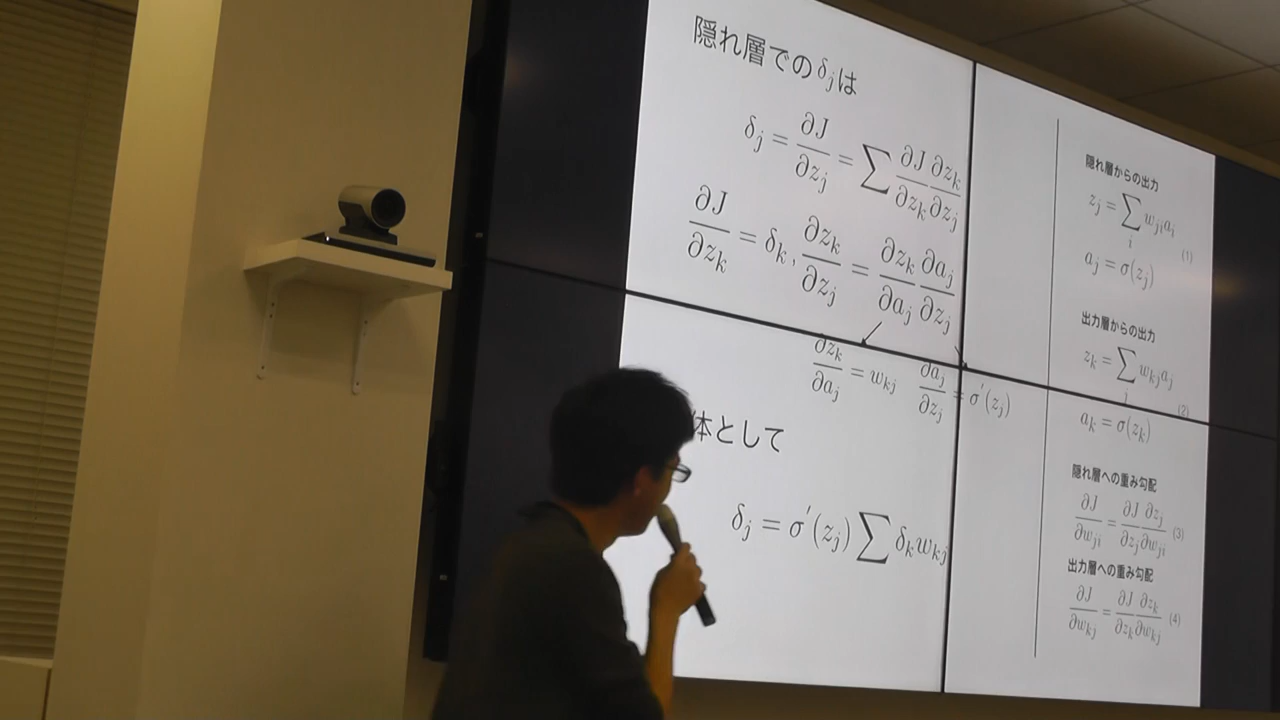 隠れ層でのδ_jは
δ_j = ∂J/∂z_j = ∑ ∂J/∂z_k ∂z_k/∂z_j
∂J/∂z_k = δ_k , ∂z_k/∂z_j = ∂z_k/∂a_j ∂a_j/∂z_j
∂z_k/∂a_j = w_kj ∂a_j/∂z_j = σ'(z_j)
体として
δ_j = σ'(z_j) ∑ δ_k w_kj
隠れ層からの出力
z_j = ∑_i w_ji a_i
(1)
a_j = σ(z_j)
出力層からの出力
z_k = ∑_j w_kj a_j
(2)
a_k = σ(z_k)
隠れ層への重み勾配
∂J/∂w_ji = ∂J/∂z_j ∂z_j/∂w_ji (3)
出力層への重み勾配
∂J/∂w_kj = ∂J/∂z_k ∂z_k/∂w_kj (4)